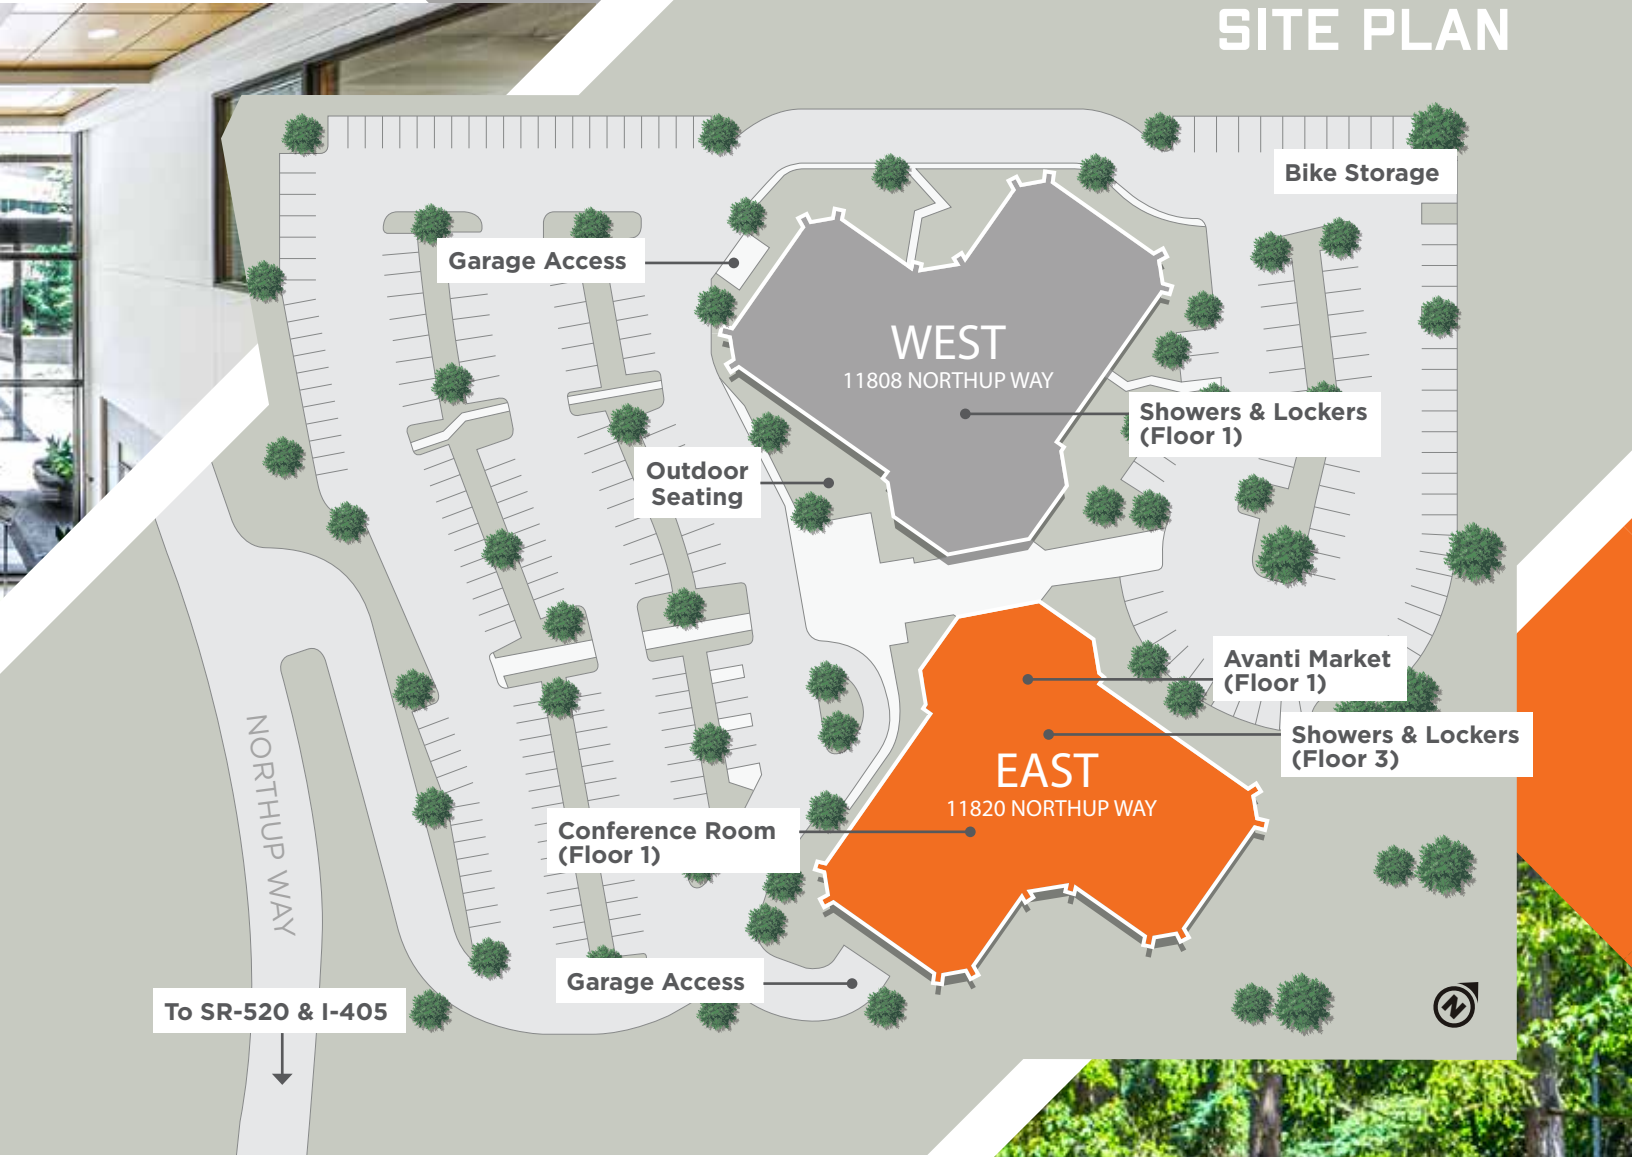 SITE PLAN
Bike Storage
Garage Access
WEST
11808 NORTHUP WAY
Showers & Lockers
(Floor 1)
Outdoor
Seating
Avanti Market
(Floor 1)
Showers & Lockers
(Floor 3)
EAST
11820 NORTHUP WAY
Conference Room
(Floor 1)
NORTHUP WAY
Garage Access
To SR-520 & I-405
N